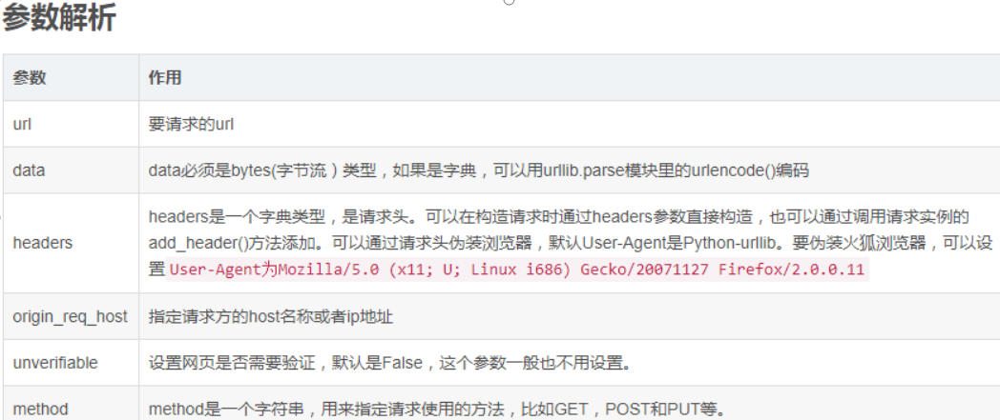 参数解析
参数 作用
url 要请求的url
data data必须是bytes(字节流）类型，如果是字典，可以用urllib.parse模块里的urlencode()编码
headers headers是一个字典类型，是请求头。可以在构造请求时通过headers参数直接构造，也可以通过调用请求实例的
add_header()方法添加。可以通过请求头伪装浏览器，默认User-Agent是Python-urllib。要伪装火狐浏览器，可以设
置User-Agent为Mozilla/5.0 (x11; U; Linux i686) Gecko/20071127 Firefox/2.0.0.11
origin_req_host 指定请求方的host名称或者ip地址
unverifiable 设置网页是否需要验证，默认是False，这个参数一般也不用设置。
method method是一个字符串，用来指定请求使用的方法，比如GET，POST和PUT等。